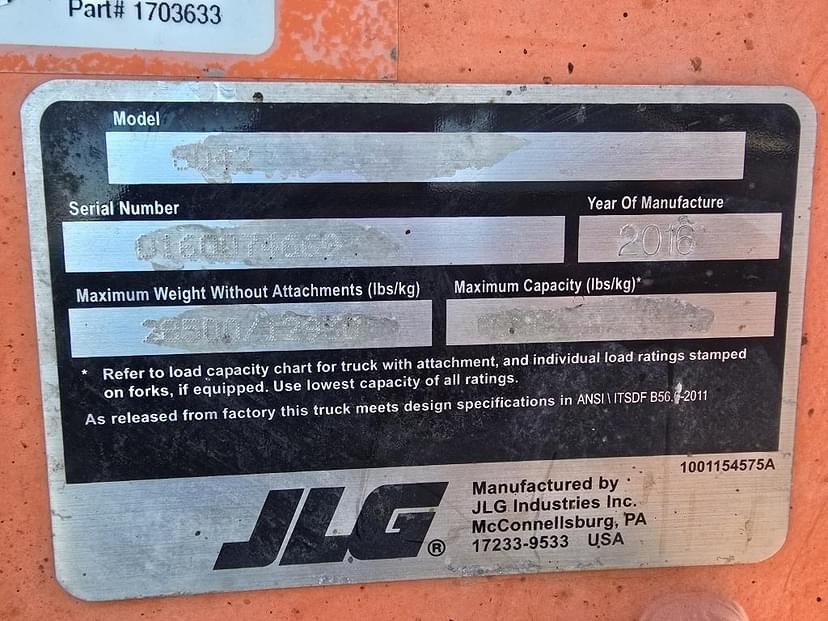 Part# 1703633
Model
Serial Number
Year Of Manufacture
2016
Maximum Weight Without Attachments (lbs/kg)
Maximum Capacity (lbs/kg)*
* Refer to load capacity chart for truck with attachment, and individual load ratings stamped
on forks, if equipped. Use lowest capacity of all ratings.
As released from factory this truck meets design specifications in ANSI \ ITSDF
1001154575A
JLG®
Manufactured by
JLG Industries Inc.
McConnellsburg, PA
17233-9533 USA